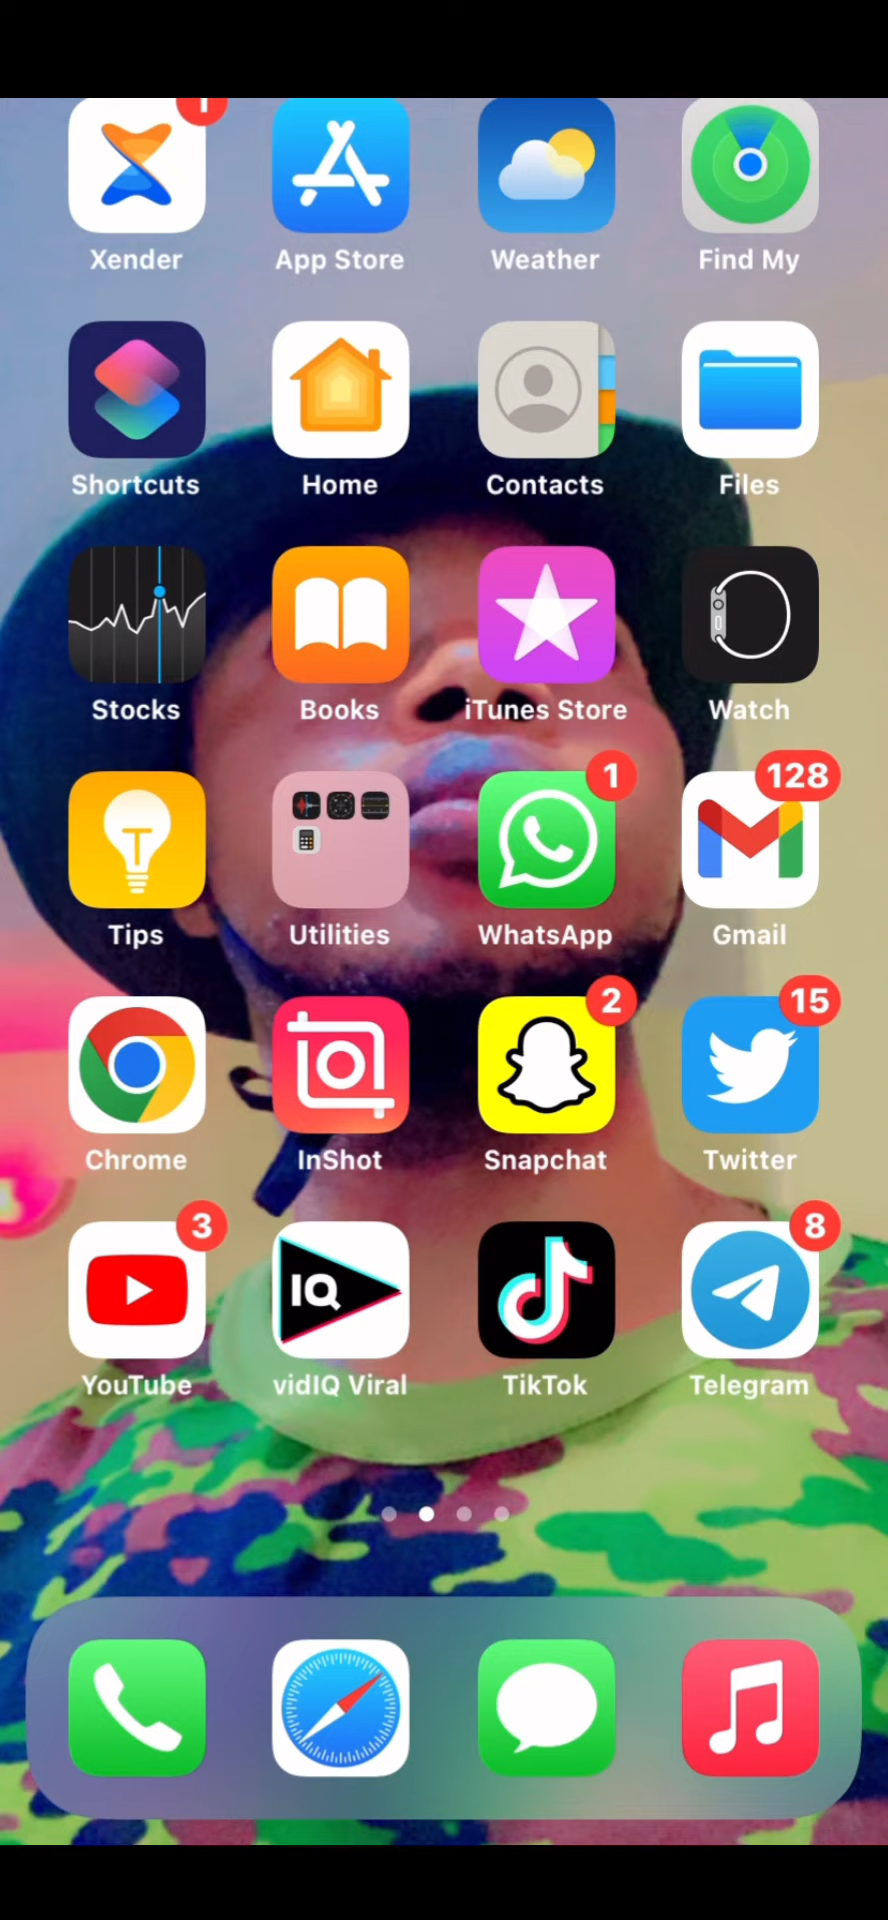 1
Xender App Store Weather Find My
Shortcuts Home Contacts Files
Stocks Books iTunes Store Watch
1 128
Tips Utilities WhatsApp Gmail
2 15
Chrome InShot Snapchat Twitter
3 IQ 8
YouTube vidIQ Viral TikTok Telegram